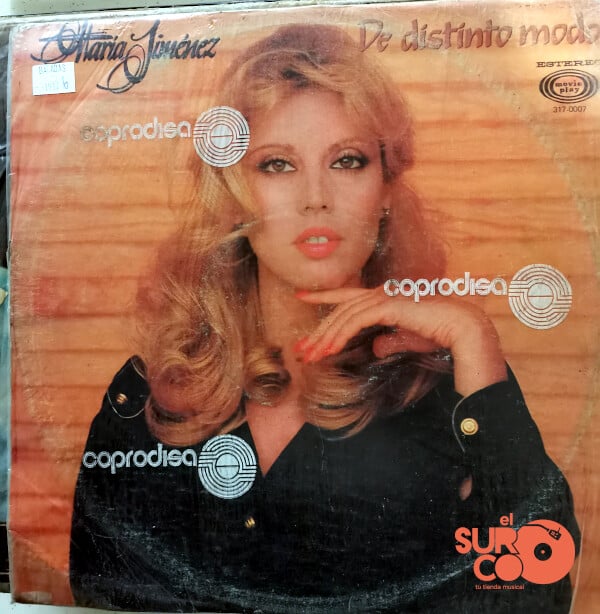 María Jiménez
De distinto modo
ESTEREO
movie play
317-0007
coprodisa
coprodisa
coprodisa
el
SUR
CO
tu tienda musical